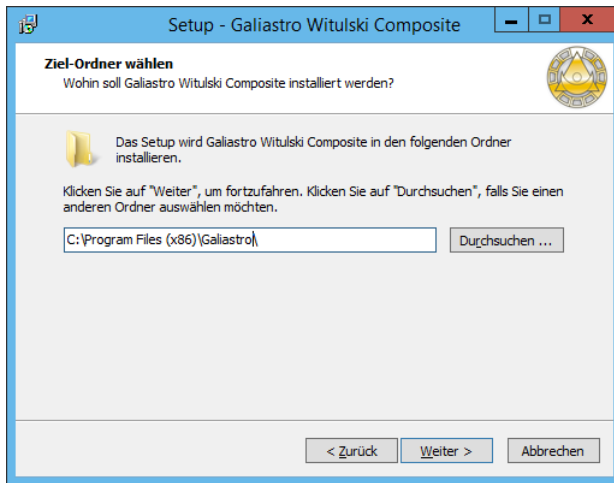 Setup - Galiastro Witulski Composite
Ziel-Ordner wählen
Wohin soll Galiastro Witulski Composite installiert werden?
Das Setup wird Galiastro Witulski Composite in den folgenden Ordner
installieren.
Klicken Sie auf "Weiter", um fortzufahren. Klicken Sie auf "Durchsuchen", falls Sie einen
anderen Ordner auswählen möchten.
C:\Program Files (x86)\Galiastro\
Durchsuchen ...
< Zurück
Weiter >
Abbrechen